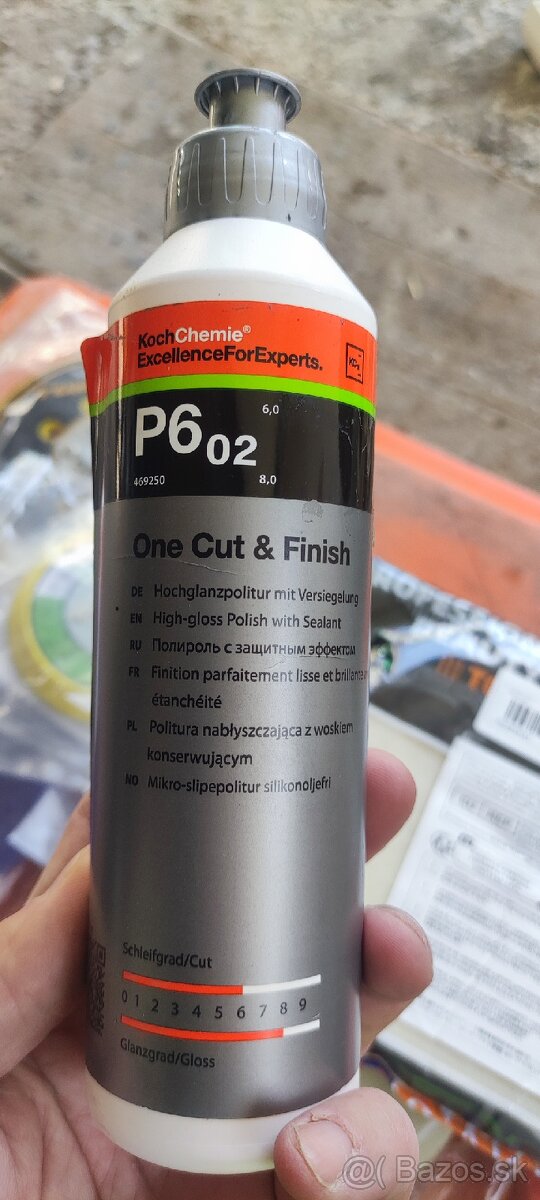 KochChemie®
ExcellenceForExperts.
KCx
P6 02
6,0
469250
8,0
One Cut & Finish
DE Hochglanzpolitur mit Versiegelung
EN High-gloss Polish with Sealant
RU Полироль с защитным эффектом
FR Finition parfaitement lisse et brillante
étanchéité
PL Politura nabłyszczająca z woskiem
konserwującym
NO Mikro-slipepolitur silikonoljefri
Schleifgrad/Cut
0 1 2 3 4 5 6 7 8 9
Glanzgrad/Gloss
@ Bazos.sk